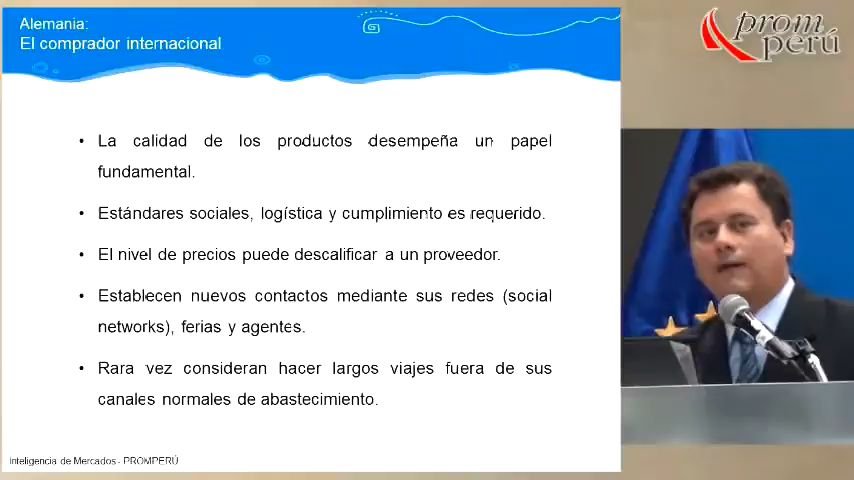 Alemania:
El comprador internacional
prom
perú
• La calidad de los productos desempeña un papel
fundamental.
• Estándares sociales, logística y cumplimiento es requerido.
• El nivel de precios puede descalificar a un proveedor.
• Establecen nuevos contactos mediante sus redes (social
networks), ferias y agentes.
• Rara vez consideran hacer largos viajes fuera de sus
canales normales de abastecimiento.
Inteligencia de Mercados - PROMPERÚ